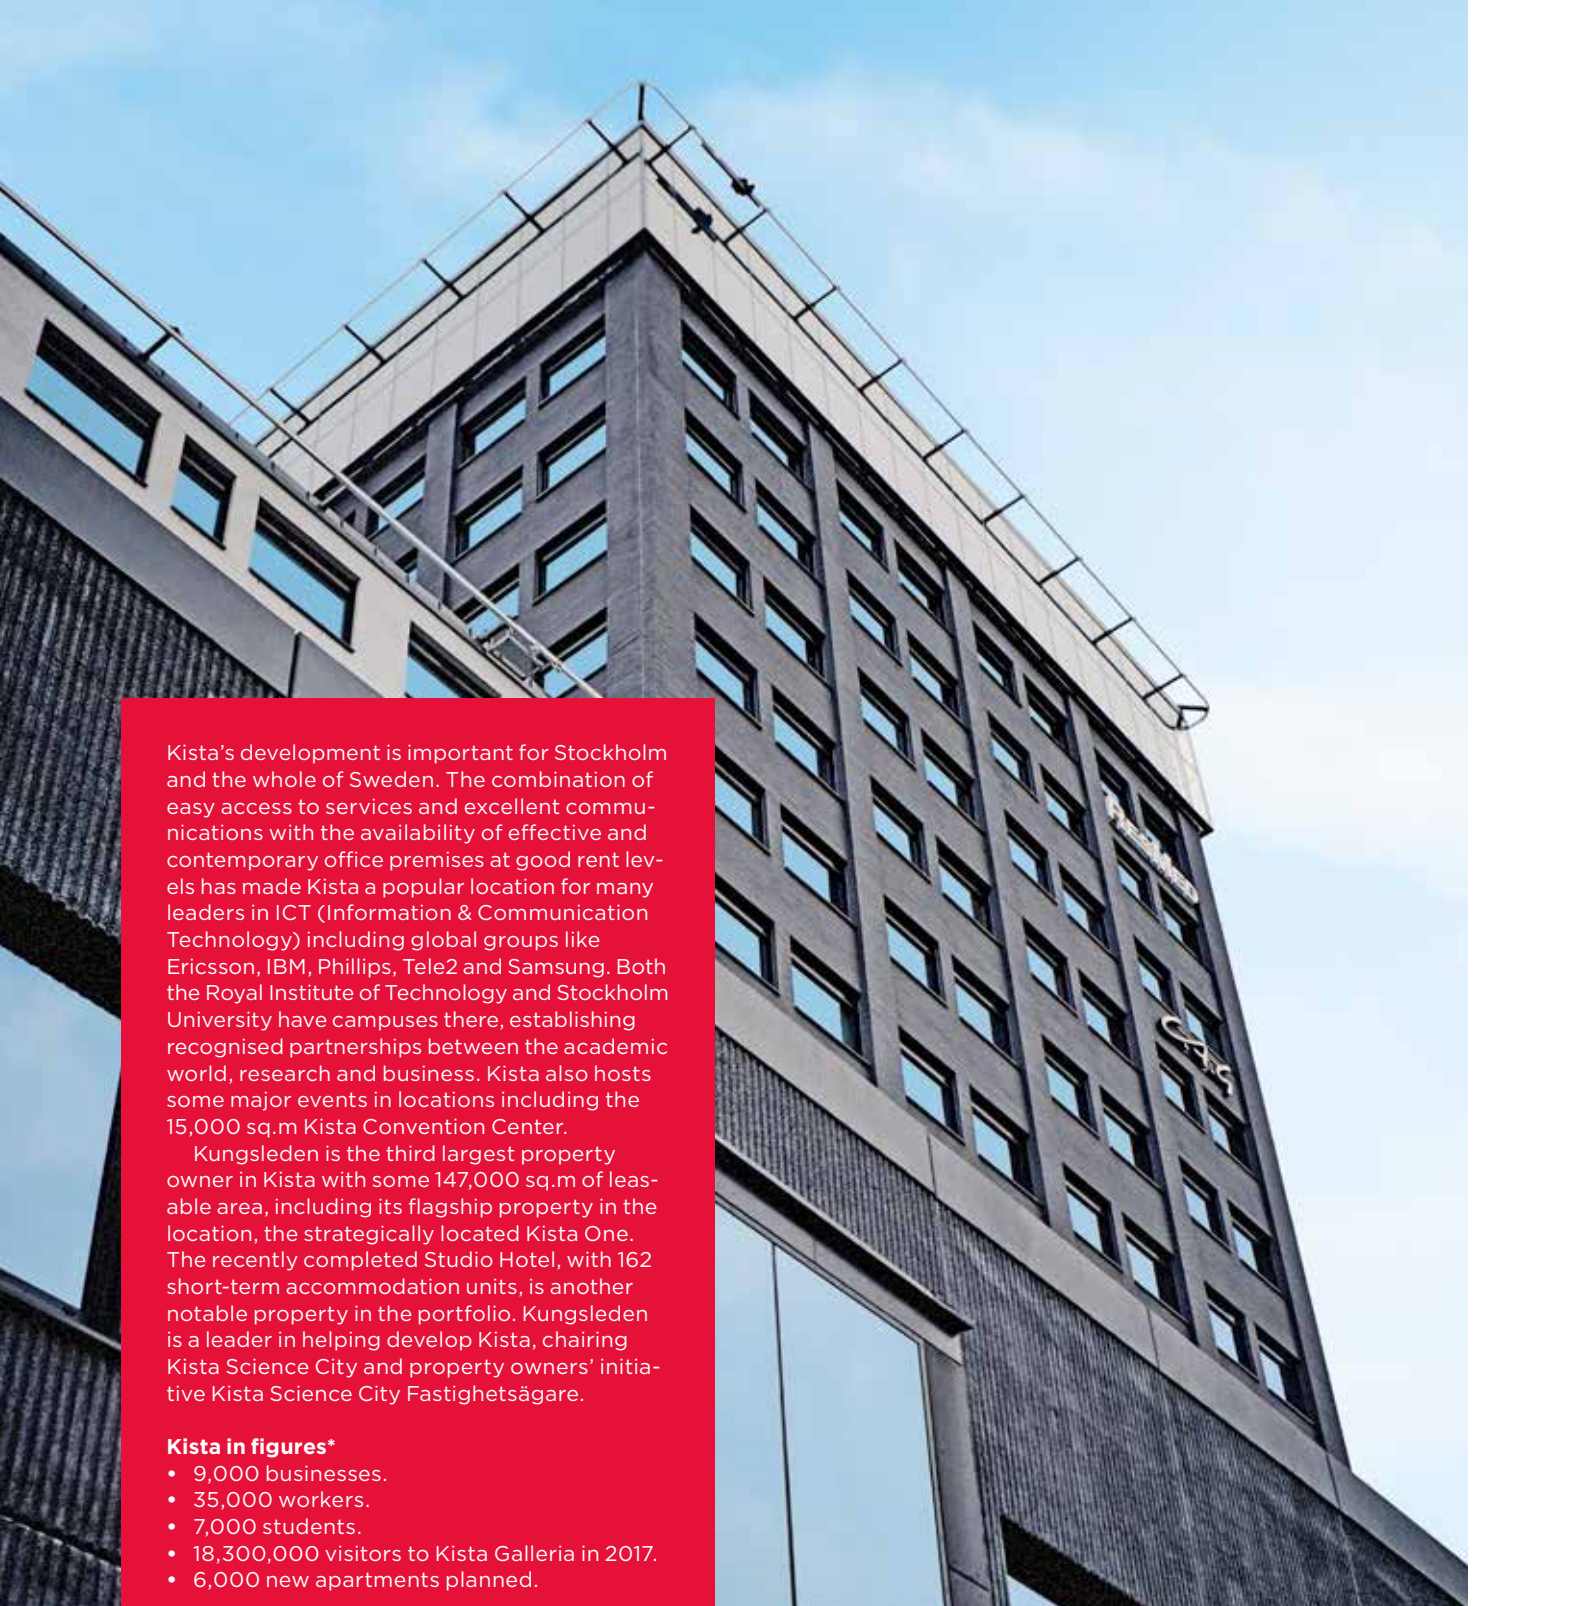 RESMED
SATS
Kista’s development is important for Stockholm
and the whole of Sweden. The combination of
easy access to services and excellent commu-
nications with the availability of effective and
contemporary office premises at good rent lev-
els has made Kista a popular location for many
leaders in ICT (Information & Communication
Technology) including global groups like
Ericsson, IBM, Phillips, Tele2 and Samsung. Both
the Royal Institute of Technology and Stockholm
University have campuses there, establishing
recognised partnerships between the academic
world, research and business. Kista also hosts
some major events in locations including the
15,000 sq.m Kista Convention Center.
Kungsleden is the third largest property
owner in Kista with some 147,000 sq.m of leas-
able area, including its flagship property in the
location, the strategically located Kista One.
The recently completed Studio Hotel, with 162
short-term accommodation units, is another
notable property in the portfolio. Kungsleden
is a leader in helping develop Kista, chairing
Kista Science City and property owners’ initia-
tive Kista Science City Fastighetsägare.
Kista in figures*
• 9,000 businesses.
• 35,000 workers.
• 7,000 students.
• 18,300,000 visitors to Kista Galleria in 2017.
• 6,000 new apartments planned.